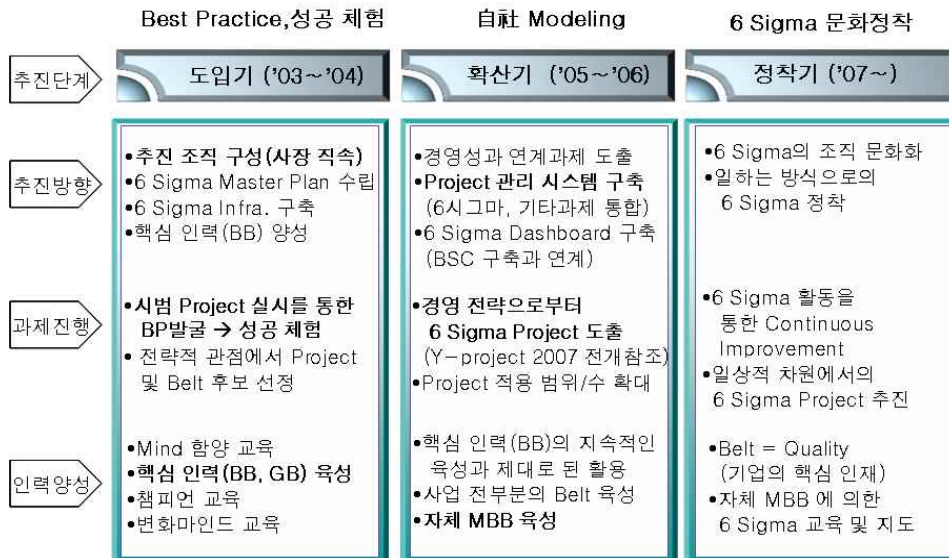 Best Practice,성공 체험
自社 Modeling
6 Sigma 문화정착
추진단계
도입기 ('03~'04)
확산기 ('05~'06)
정착기 ('07~)
추진방향
•추진 조직 구성(사장 직속)
•6 Sigma Master Plan 수립
•6 Sigma Infra. 구축
•핵심 인력(BB) 양성
•경영성과 연계과제 도출
•Project 관리 시스템 구축
(6시그마, 기타과제 통합)
•6 Sigma Dashboard 구축
(BSC 구축과 연계)
•6 Sigma의 조직 문화화
•일하는 방식으로의
6 Sigma 정착
과제진행
•시범 Project 실시를 통한
BP발굴 → 성공 체험
• 전략적 관점에서 Project
및 Belt 후보 선정
•경영 전략으로부터
6 Sigma Project 도출
(Y-project 2007 전개참조)
•Project 적용 범위/수 확대
•6 Sigma 활동을
통한 Continuous
Improvement
•일상적 차원에서의
6 Sigma Project 추진
인력양성
•Mind 함양 교육
•핵심 인력(BB, GB) 육성
•챔피언 교육
•변화마인드 교육
•핵심 인력(BB)의 지속적인
육성과 제대로 된 활용
•사업 전부분의 Belt 육성
•자체 MBB 육성
•Belt = Quality
(기업의 핵심 인재)
•자체 MBB 에 의한
6 Sigma 교육 및 지도